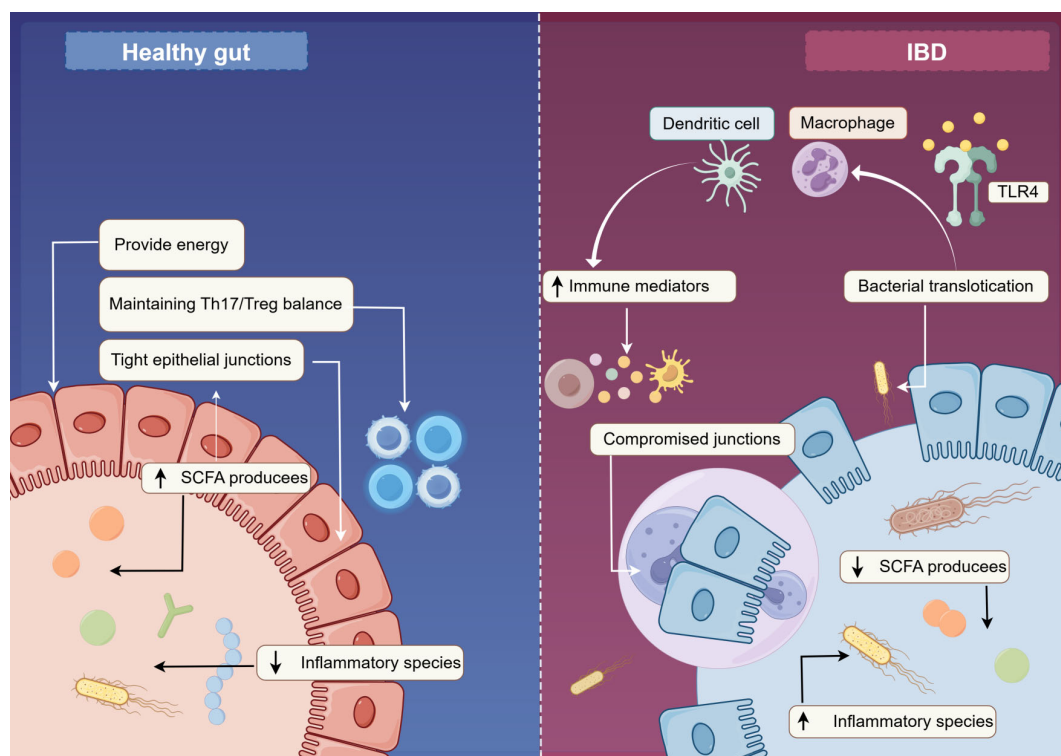 Healthy gut
Provide energy
Maintaining Th17/Treg balance
Tight epithelial junctions
↑ SCFA producees
↓ Inflammatory species
IBD
Dendritic cell
Macrophage
TLR4
↑ Immune mediators
Bacterial translotication
Compromised junctions
↓ SCFA producees
↑ Inflammatory species